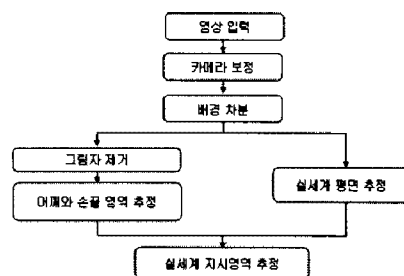 영상 입력
카메라 보정
배경 차분
그림자 제거
어깨와 손끝 영역 추정
실세계 평면 추정
실세계 지시영역 추정